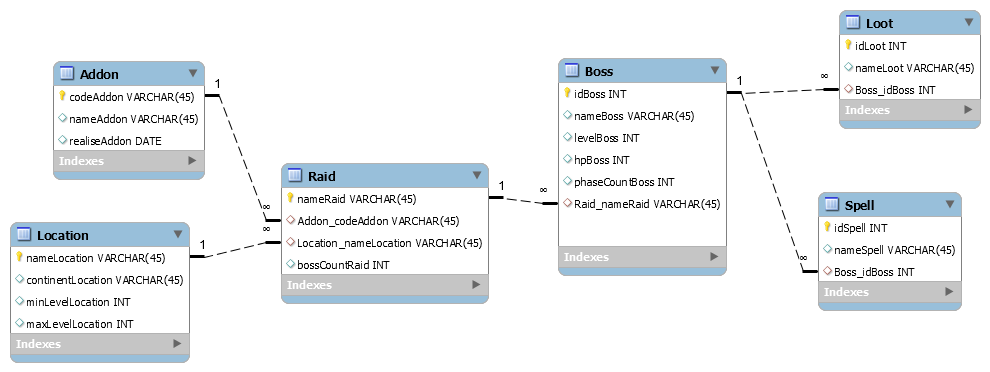 Addon
codeAddon VARCHAR(45)
nameAddon VARCHAR(45)
realiseAddon DATE
Indexes
1
Location
nameLocation VARCHAR(45)
continentLocation VARCHAR(45)
minLevelLocation INT
maxLevelLocation INT
Indexes
1
∞
∞
Raid
nameRaid VARCHAR(45)
Addon_codeAddon VARCHAR(45)
Location_nameLocation VARCHAR(45)
bossCountRaid INT
Indexes
1
∞
Boss
idBoss INT
nameBoss VARCHAR(45)
levelBoss INT
hpBoss INT
phaseCountBoss INT
Raid_nameRaid VARCHAR(45)
Indexes
1
∞
Loot
idLoot INT
nameLoot VARCHAR(45)
Boss_idBoss INT
Indexes
∞
Spell
idSpell INT
nameSpell VARCHAR(45)
Boss_idBoss INT
Indexes